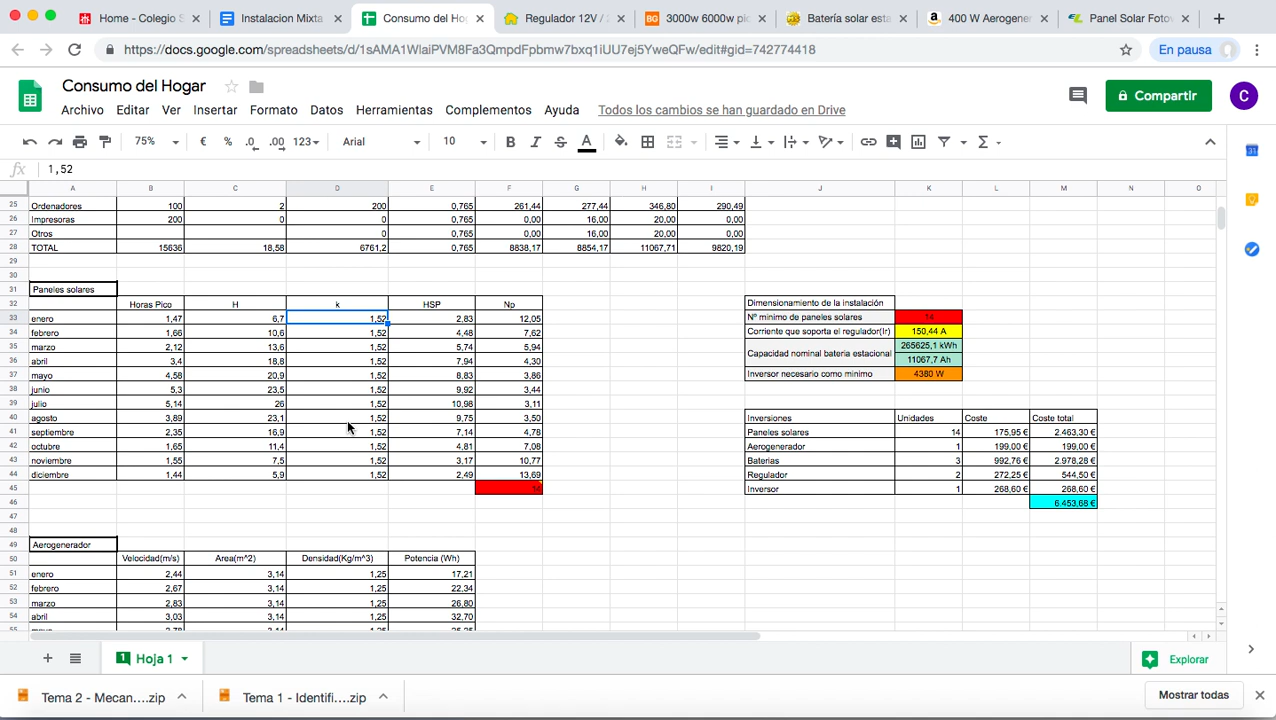 Home - Colegio S
Instalacion Mixta
Consumo del Hog
Regulador 12V / 2
3000w 6000w pic
Batería solar esta
400 W Aerogener
Panel Solar Fotov
https://docs.google.com/spreadsheets/d/1sAMA1WlaiPVM8Fa3QmpdFpbmw7bxq1iUU7ej5YweQFw/edit#gid=742774418
En pausa
Consumo del Hogar
Archivo Editar Ver Insertar Formato Datos Herramientas Complementos Ayuda Todos los cambios se han guardado en Drive
Compartir
C
75% € % .0 .00 123 Arial 10 B I S A Σ
fx 1,52
A B C D E F G H I J K L M N O
25 Ordenadores 100 2 200 0,765 261,44 277,44 346,80 290,49
26 Impresoras 200 0 0 0,765 0,00 16,00 20,00 0,00
27 Otros 0 0,765 0,00 16,00 20,00 0,00
28 TOTAL 15636 18,58 6761,2 0,765 8838,17 8854,17 11067,71 9820,19
29
30
31 Paneles solares
32 Horas Pico H k HSP Np Dimensionamiento de la instalación
33 enero 1,47 6,7 1,52 2,83 12,05 Nº minimo de paneles solares 14
34 febrero 1,66 10,6 1,52 4,48 7,62 Corriente que soporta el regulador(Ir) 150,44 A
35 marzo 2,12 13,6 1,52 5,74 5,94 Capacidad nominal bateria estacional 265625,1 kWh
36 abril 3,4 18,8 1,52 7,94 4,30 11067,7 Ah
37 mayo 4,58 20,9 1,52 8,83 3,86 Inversor necesario como minimo 4380 W
38 junio 5,3 23,5 1,52 9,92 3,44
39 julio 5,14 26 1,52 10,98 3,11
40 agosto 3,89 23,1 1,52 9,75 3,50 Inversiones Unidades Coste Coste total
41 septiembre 2,35 16,9 1,52 7,14 4,78 Paneles solares 14 175,95 € 2.463,30 €
42 octubre 1,65 11,4 1,52 4,81 7,08 Aerogenerador 1 199,00 € 199,00 €
43 noviembre 1,55 7,5 1,52 3,17 10,77 Baterias 3 992,76 € 2.978,28 €
44 diciembre 1,44 5,9 1,52 2,49 13,69 Regulador 2 272,25 € 544,50 €
45 14 Inversor 1 268,60 € 268,60 €
46 6.453,68 €
47
48
49 Aerogenerador
50 Velocidad(m/s) Area(m^2) Densidad(Kg/m^3) Potencia (Wh)
51 enero 2,44 3,14 1,25 17,21
52 febrero 2,67 3,14 1,25 22,34
53 marzo 2,83 3,14 1,25 26,80
54 abril 3,03 3,14 1,25 32,70
1 Hoja 1
Explorar
Tema 2 - Mecan....zip
Tema 1 - Identifi....zip
Mostrar todas